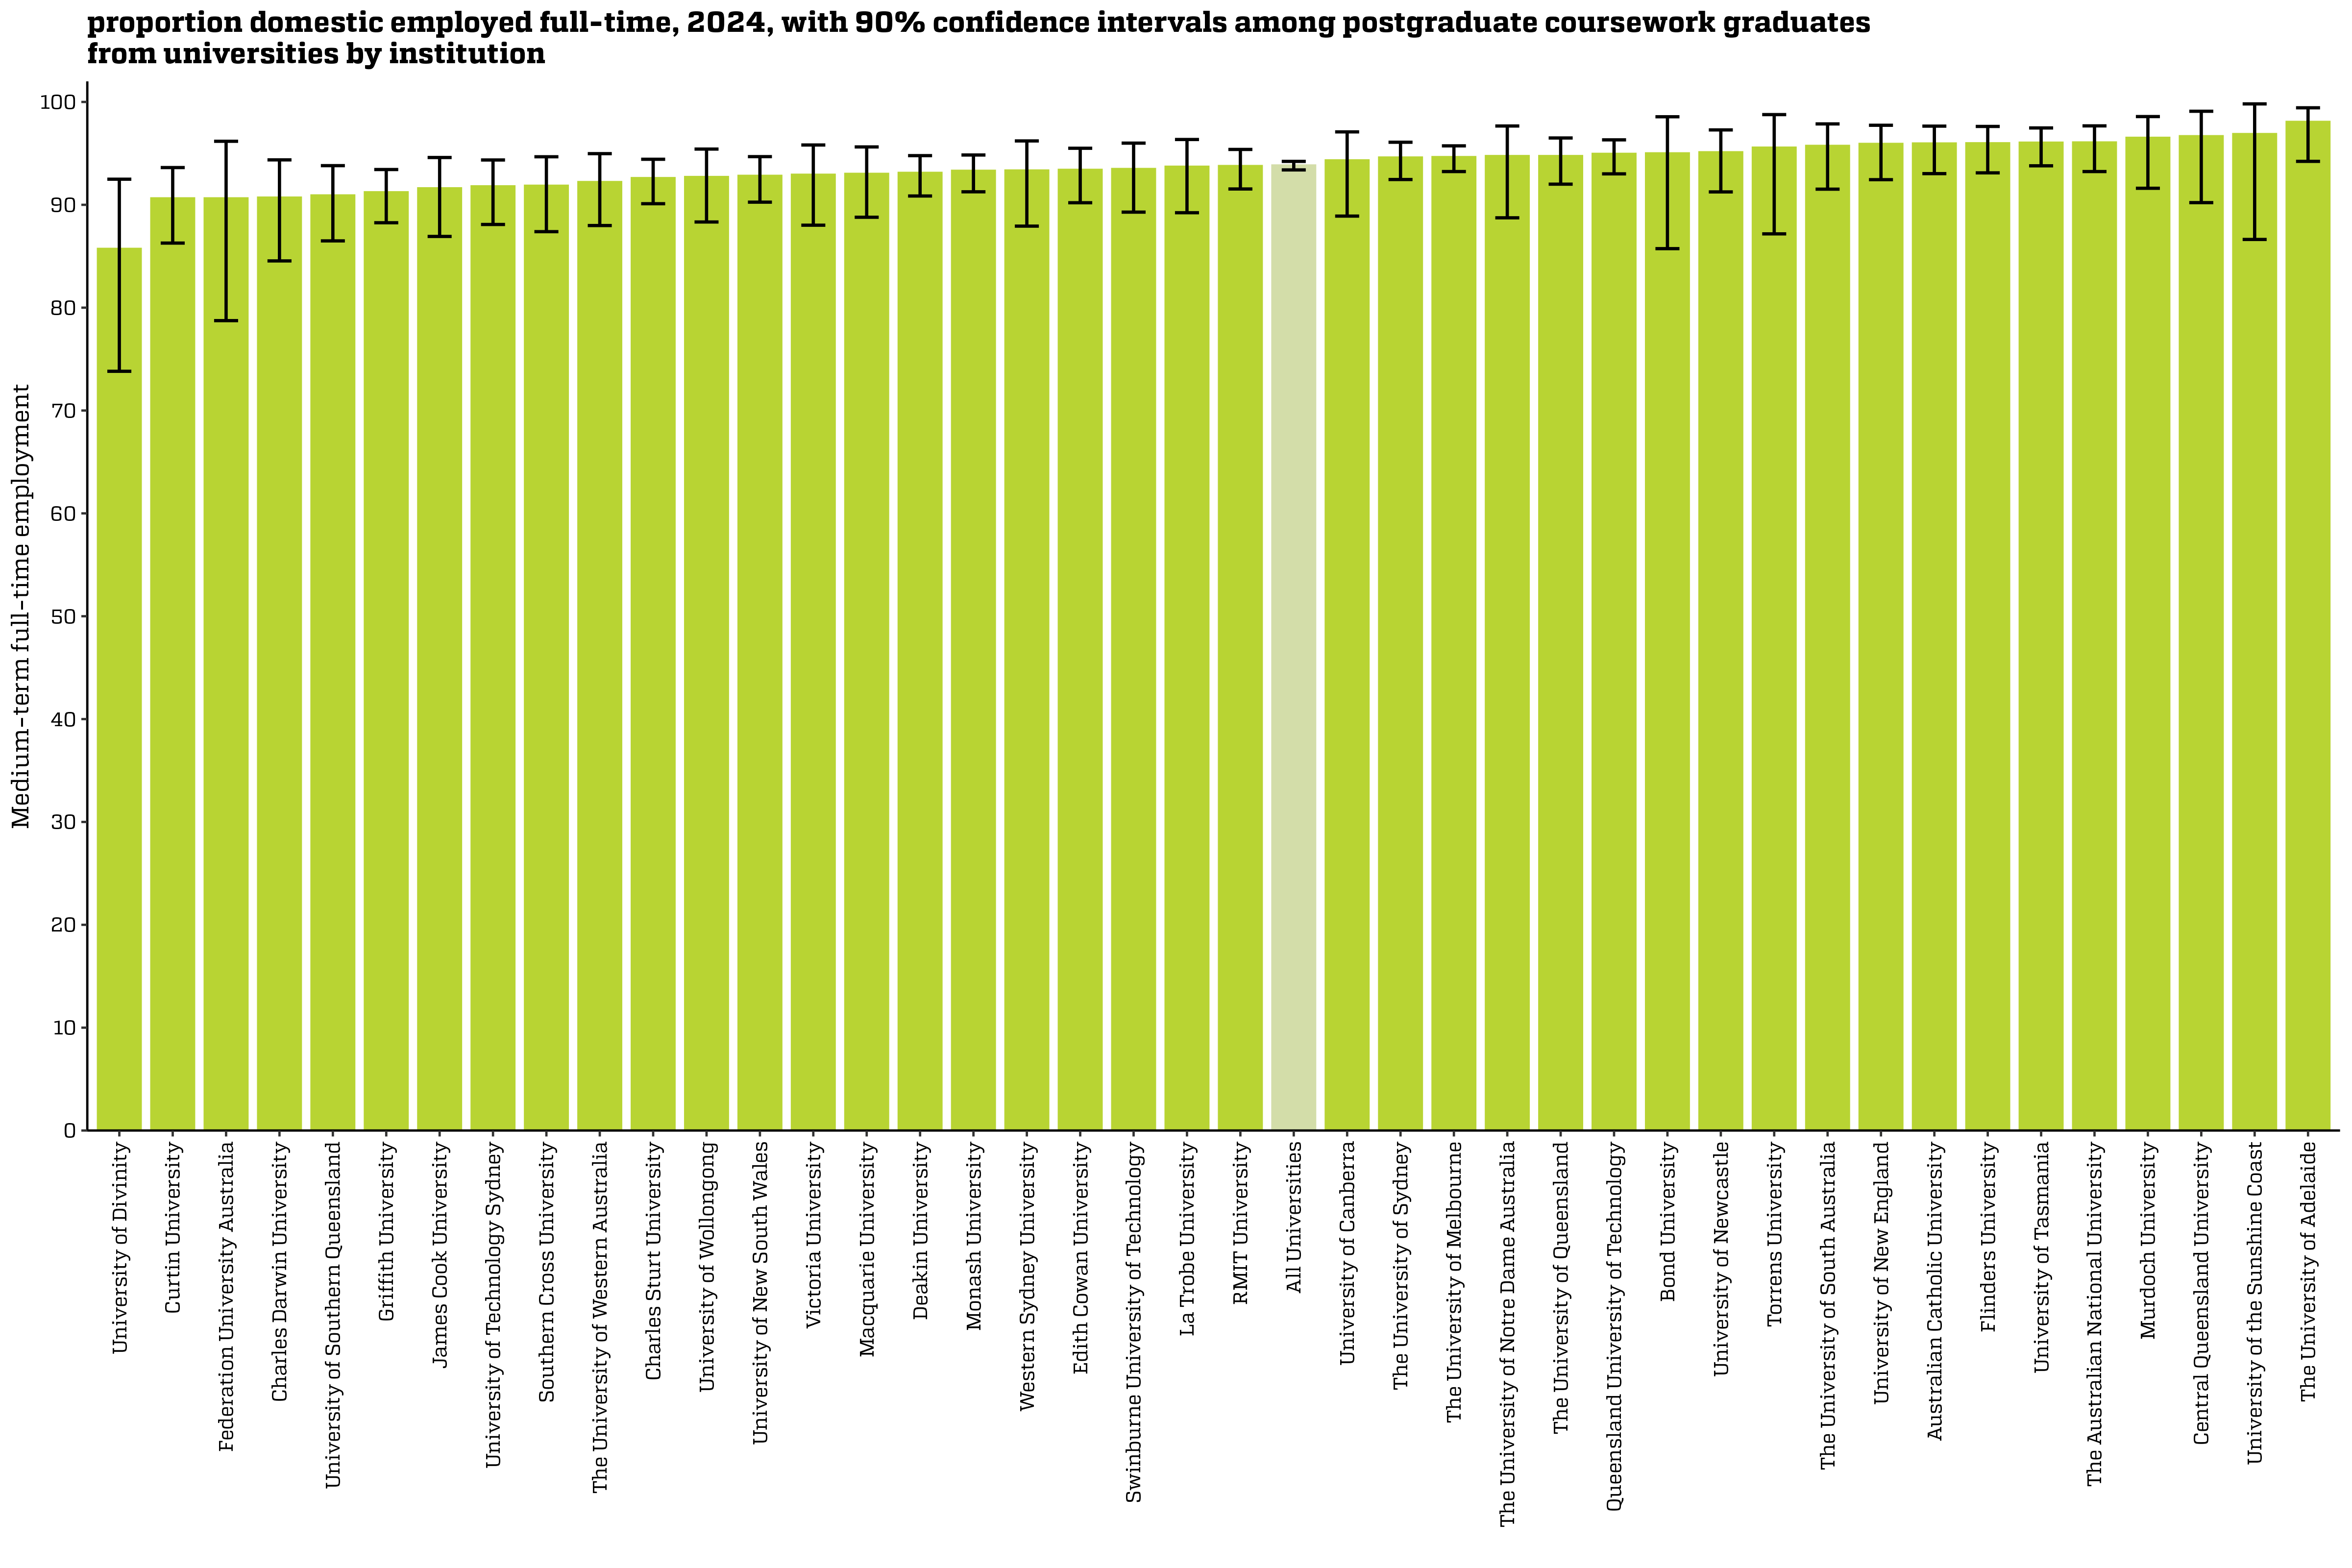 proportion domestic employed full-time, 2024, with 90% confidence intervals among postgraduate coursework graduates
from universities by institution
Medium-term full-time employment
100
90
80
70
60
50
40
30
20
10
0
University of Divinity
Curtin University
Federation University Australia
Charles Darwin University
University of Southern Queensland
Griffith University
James Cook University
University of Technology Sydney
Southern Cross University
The University of Western Australia
Charles Sturt University
University of Wollongong
University of New South Wales
Victoria University
Macquarie University
Deakin University
Monash University
Western Sydney University
Edith Cowan University
Swinburne University of Technology
La Trobe University
RMIT University
All Universities
University of Canberra
The University of Sydney
The University of Melbourne
The University of Notre Dame Australia
The University of Queensland
Queensland University of Technology
Bond University
University of Newcastle
Torrens University
The University of South Australia
University of New England
Australian Catholic University
Flinders University
University of Tasmania
The Australian National University
Murdoch University
Central Queensland University
University of the Sunshine Coast
The University of Adelaide